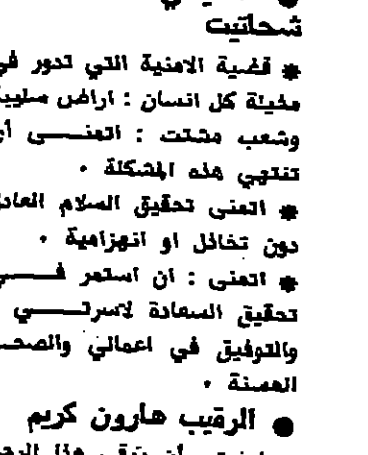 شحاتيت
* قضية الامنية التي تدور في
مخيلة كل انسان : اراض سليبة
وشعب مشتت : اتمنى أن
تنتهي هذه المشكلة .
* اتمنى تحقيق السلام العادل
دون تخاذل او انهزامية .
* اتمنى : ان استمر في
تحقيق السعادة لاسرتي
والتوفيق في اعمالي والصحة
الحسنة .
● الرقيب هارون كريم